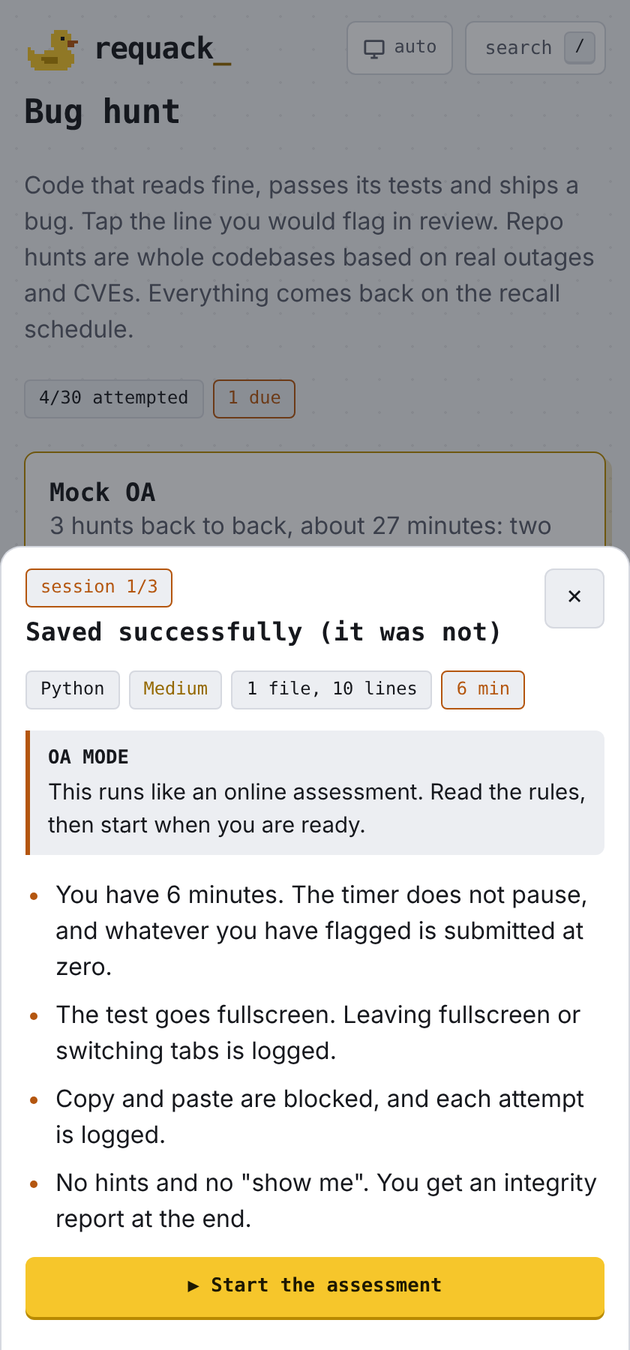 requack_
auto
search /
Bug hunt
Code that reads fine, passes its tests and ships a
bug. Tap the line you would flag in review. Repo
hunts are whole codebases based on real outages
and CVEs. Everything comes back on the recall
schedule.
4/30 attempted
1 due
Mock OA
3 hunts back to back, about 27 minutes: two
session 1/3
×
Saved successfully (it was not)
Python
Medium
1 file, 10 lines
6 min
OA MODE
This runs like an online assessment. Read the rules,
then start when you are ready.
• You have 6 minutes. The timer does not pause,
and whatever you have flagged is submitted at
zero.
• The test goes fullscreen. Leaving fullscreen or
switching tabs is logged.
• Copy and paste are blocked, and each attempt
is logged.
• No hints and no "show me". You get an integrity
report at the end.
▶ Start the assessment